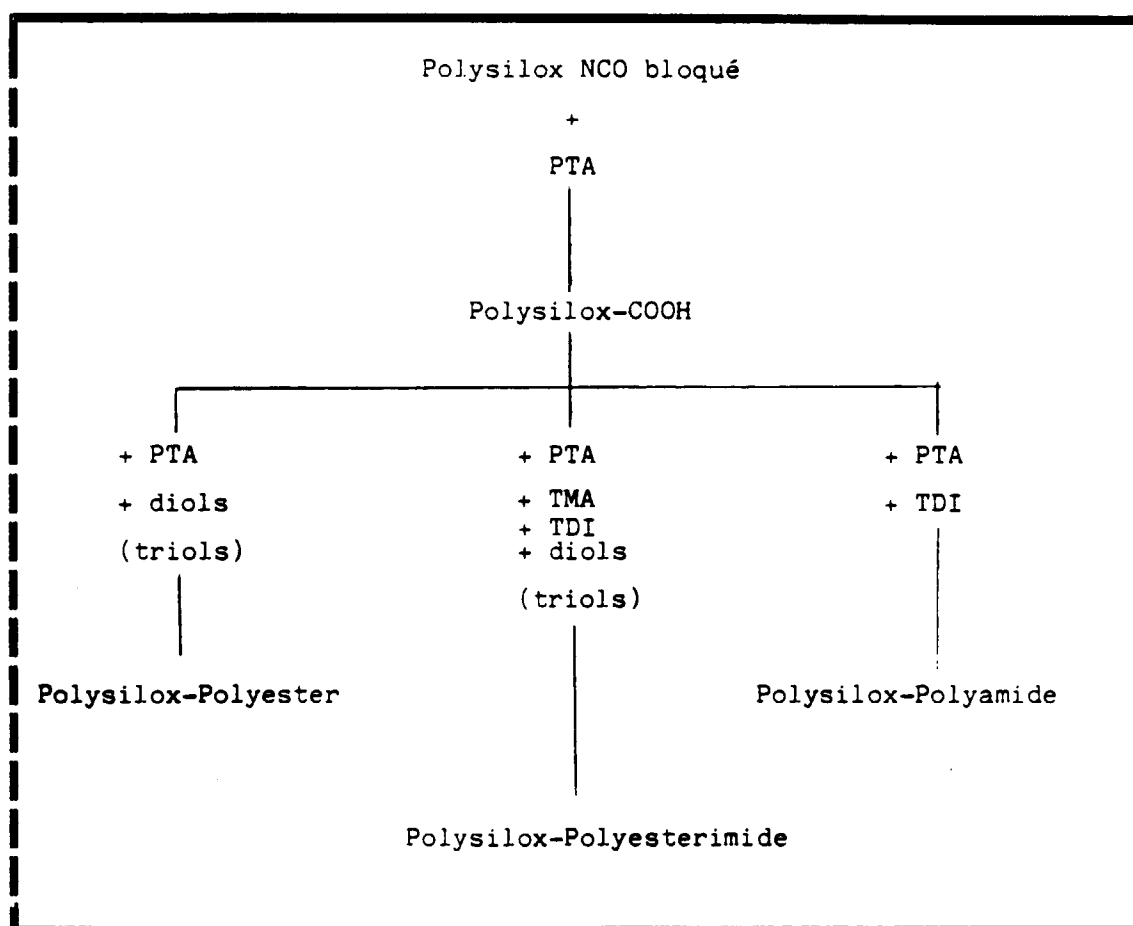 Polysilox NCO bloqué
+
PTA
Polysilox-COOH
+ PTA
+ diols
(triols)
Polysilox-Polyester
+ PTA
+ TMA
+ TDI
+ diols
(triols)
Polysilox-Polyesterimide
+ PTA
+ TDI
Polysilox-Polyamide